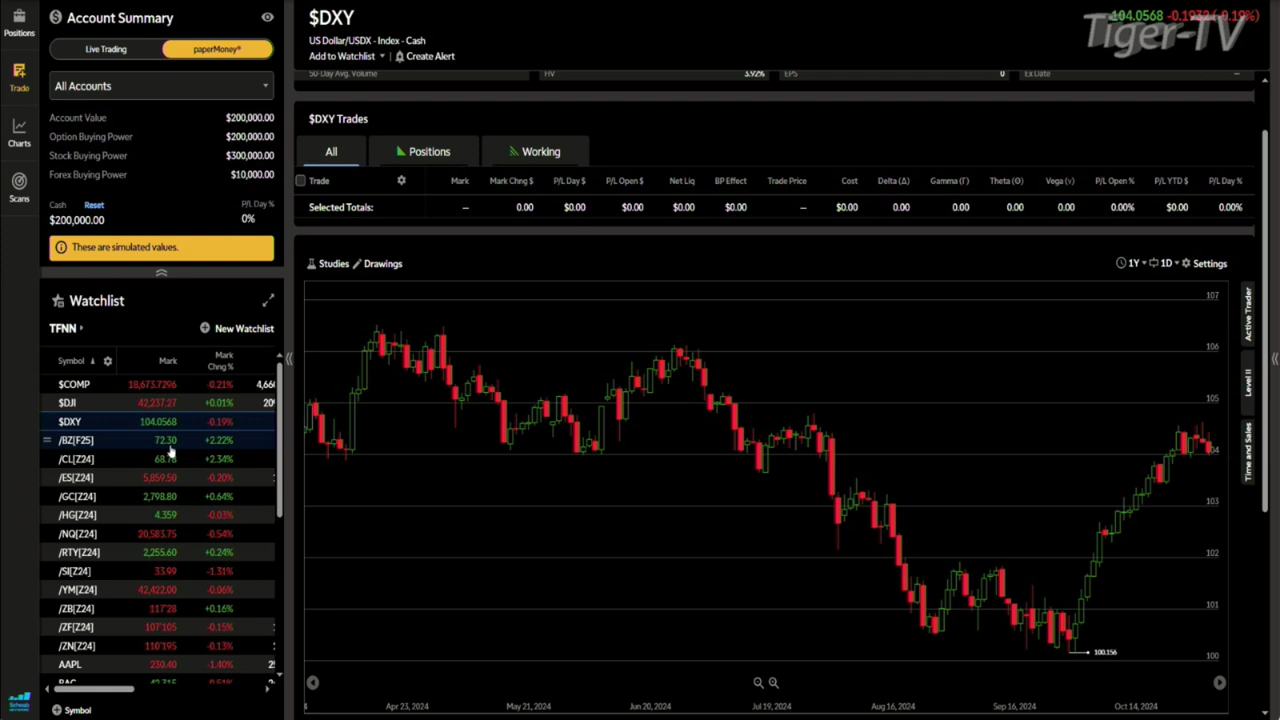 Positions
Trade
Charts
Scans
Schwab
Account Summary
Live Trading
paperMoney®
All Accounts
Account Value $200,000.00
Option Buying Power $200,000.00
Stock Buying Power $300,000.00
Forex Buying Power $10,000.00
Cash Reset P/L Day %
$200,000.00 0%
These are simulated values.
Watchlist
TFNN New Watchlist
Symbol Mark Mark Chng %
$COMP 18,673.7296 -0.21% 4,66
$DJI 42,237.27 +0.01% 20
$DXY 104.0568 -0.19%
/BZ[F25] 72.30 +2.22%
/CL[Z24] 68.78 +2.34%
/ES[Z24] 5,859.50 -0.20%
/GC[Z24] 2,798.80 +0.64%
/HG[Z24] 4.359 -0.03%
/NQ[Z24] 20,583.75 -0.54%
/RTY[Z24] 2,255.60 +0.24%
/SI[Z24] 33.99 -1.31%
/YM[Z24] 42,422.00 -0.06%
/ZB[Z24] 117'28 +0.16%
/ZF[Z24] 107'105 -0.15%
/ZN[Z24] 110'195 -0.13%
AAPL 230.40 -1.40% 25
Symbol
$DXY
104.0568 -0.1932 (-0.19%)
Tiger-TV
US Dollar/USDX - Index - Cash
Add to Watchlist Create Alert
50-Day Avg. Volume HV 3.92% EPS 0 Ex Date --
$DXY Trades
All Positions Working
Trade Mark Mark Chng $ P/L Day $ P/L Open $ Net Liq BP Effect Trade Price Cost Delta (Δ) Gamma (Γ) Theta (Θ) Vega (ν) P/L Open % P/L YTD $ P/L Day %
Selected Totals: -- 0.00 $0.00 $0.00 $0.00 $0.00 -- $0.00 0.00 0.00 0.00 0.00 0.00% $0.00 0.00%
Studies Drawings 1Y 1D Settings
107
106
105
104
103
102
101
100
100.156
Apr 23, 2024 May 21, 2024 Jun 20, 2024 Jul 19, 2024 Aug 16, 2024 Sep 16, 2024 Oct 14, 2024
Active Trader
Level II
Time and Sales